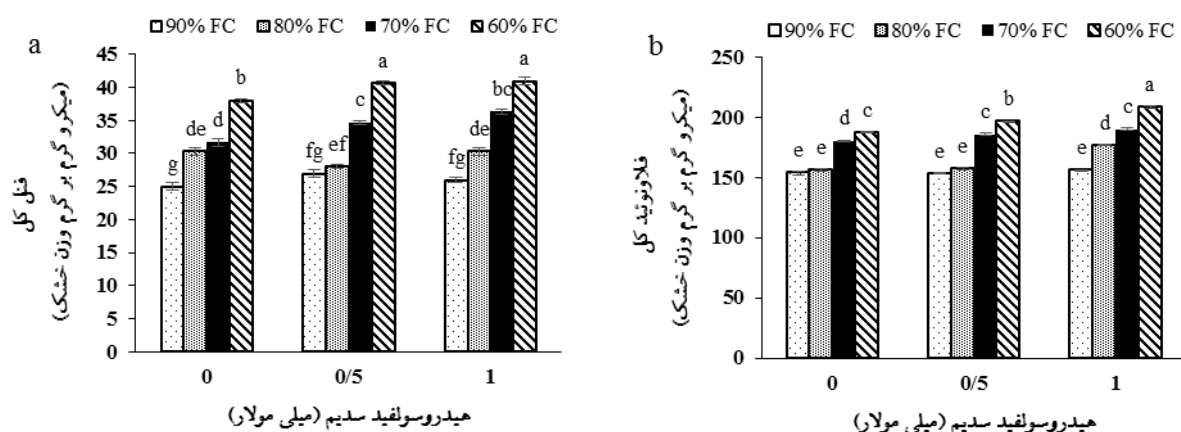 a
90% FC 80% FC 70% FC 60% FC
45
40
35
30
25
20
15
10
5
0
فنل کل
(میکرو گرم بر گرم وزن خشک)
g de d b
fg ef c a
fg de bc a
0 0/5 1
هیدروسولفید سدیم (میلی مولار)
b
90% FC 80% FC 70% FC 60% FC
250
200
150
100
50
0
فلاونوئید کل
(میکرو گرم بر گرم وزن خشک)
e e d c
e e c b
e d c a
0 0/5 1
هیدروسولفید سدیم (میلی مولار)